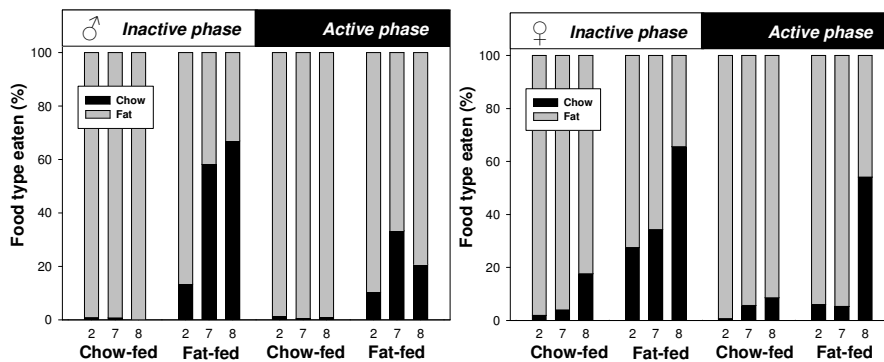 ♂ Inactive phase Active phase
Food type eaten (%)
100
80
60
40
20
0
Chow
Fat
2 7 8 2 7 8 2 7 8 2 7 8
Chow-fed Fat-fed Chow-fed Fat-fed
♀ Inactive phase Active phase
Food type eaten (%)
100
80
60
40
20
0
Chow
Fat
2 7 8 2 7 8 2 7 8 2 7 8
Chow-fed Fat-fed Chow-fed Fat-fed